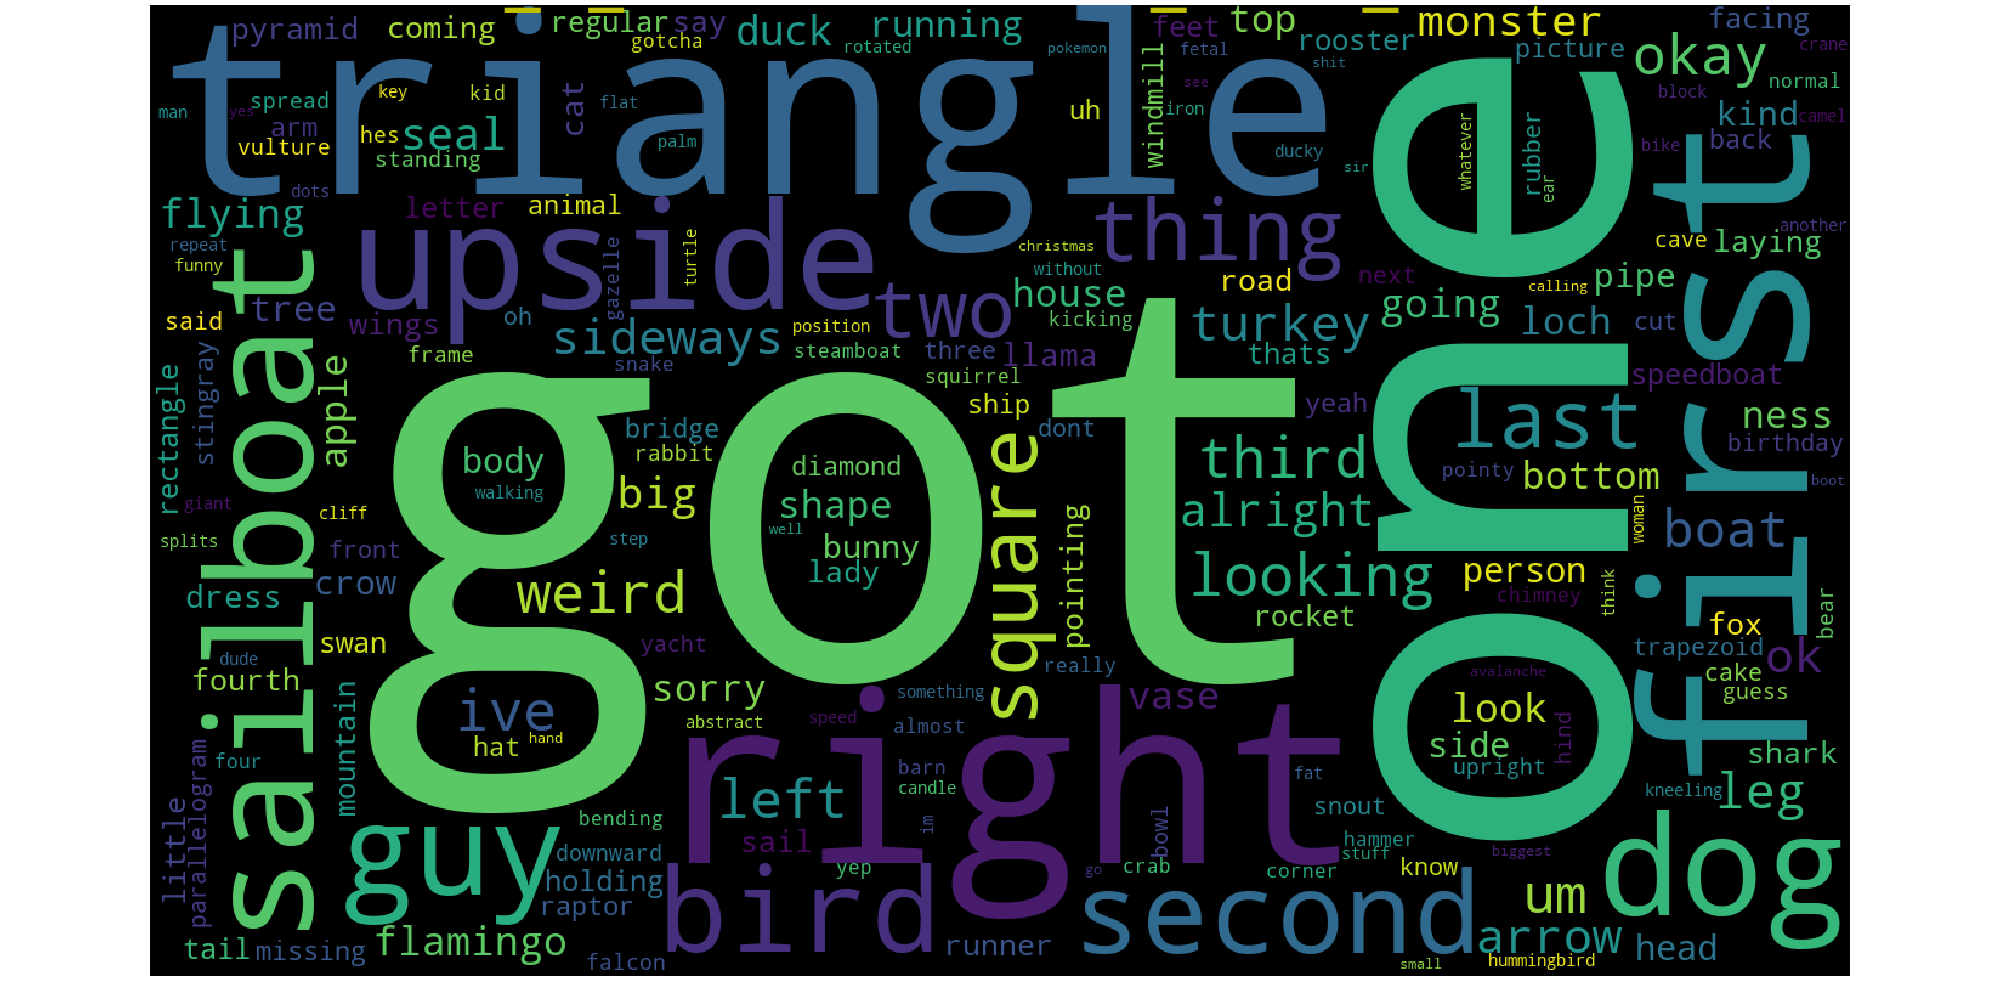 pyramid
coming
regular
say
duck
running
feet
top
monster
facing
gotcha
rotated
pokemon
fetal
rooster
picture
okay
crane
triangle
shit
see
normal
man
yes
spread
key
kid
cat
flat
uh
windmill
iron
block
kind
camel
arm
hes
seal
vulture
standing
palm
ducky
sir
whatever
rubber
ear
bike
back
dots
flying
letter
animal
upside
thing
one
first
another
repeat
funny
gazelle
turtle
christmas
without
road
next
calling
cave
laying
pipe
sailboat
tree
said
wings
oh
sideways
position
steamboat
two
house
kicking
turkey
going
loch
cut
thats
stingray
apple
frame
snake
three
llama
squirrel
speedboat
rectangle
got
ship
yeah
last
ness
bridge
rabbit
dont
third
birthday
body
walking
diamond
shape
well
bunny
lady
square
pointing
alright
pointy
bottom
boot
giant
cliff
big
splits
front
step
woman
boat
crow
weird
looking
person
dress
chimney
think
rocket
swan
fox
bear
dude
yacht
trapezoid
fourth
really
avalanche
cake
ok
guess
mountain
ive
sorry
something
vase
look
hat
hand
abstract
speed
almost
side
hind
shark
four
right
upright
little
parallelogram
left
barn
candle
fat
snout
kneeling
leg
bending
guy
sail
im
bowl
hammer
stuff
biggest
dog
downward
holding
yep
bird
go
crab
corner
know
raptor
second
um
tail
missing
flamingo
falcon
runner
arrow
head
small
hummingbird